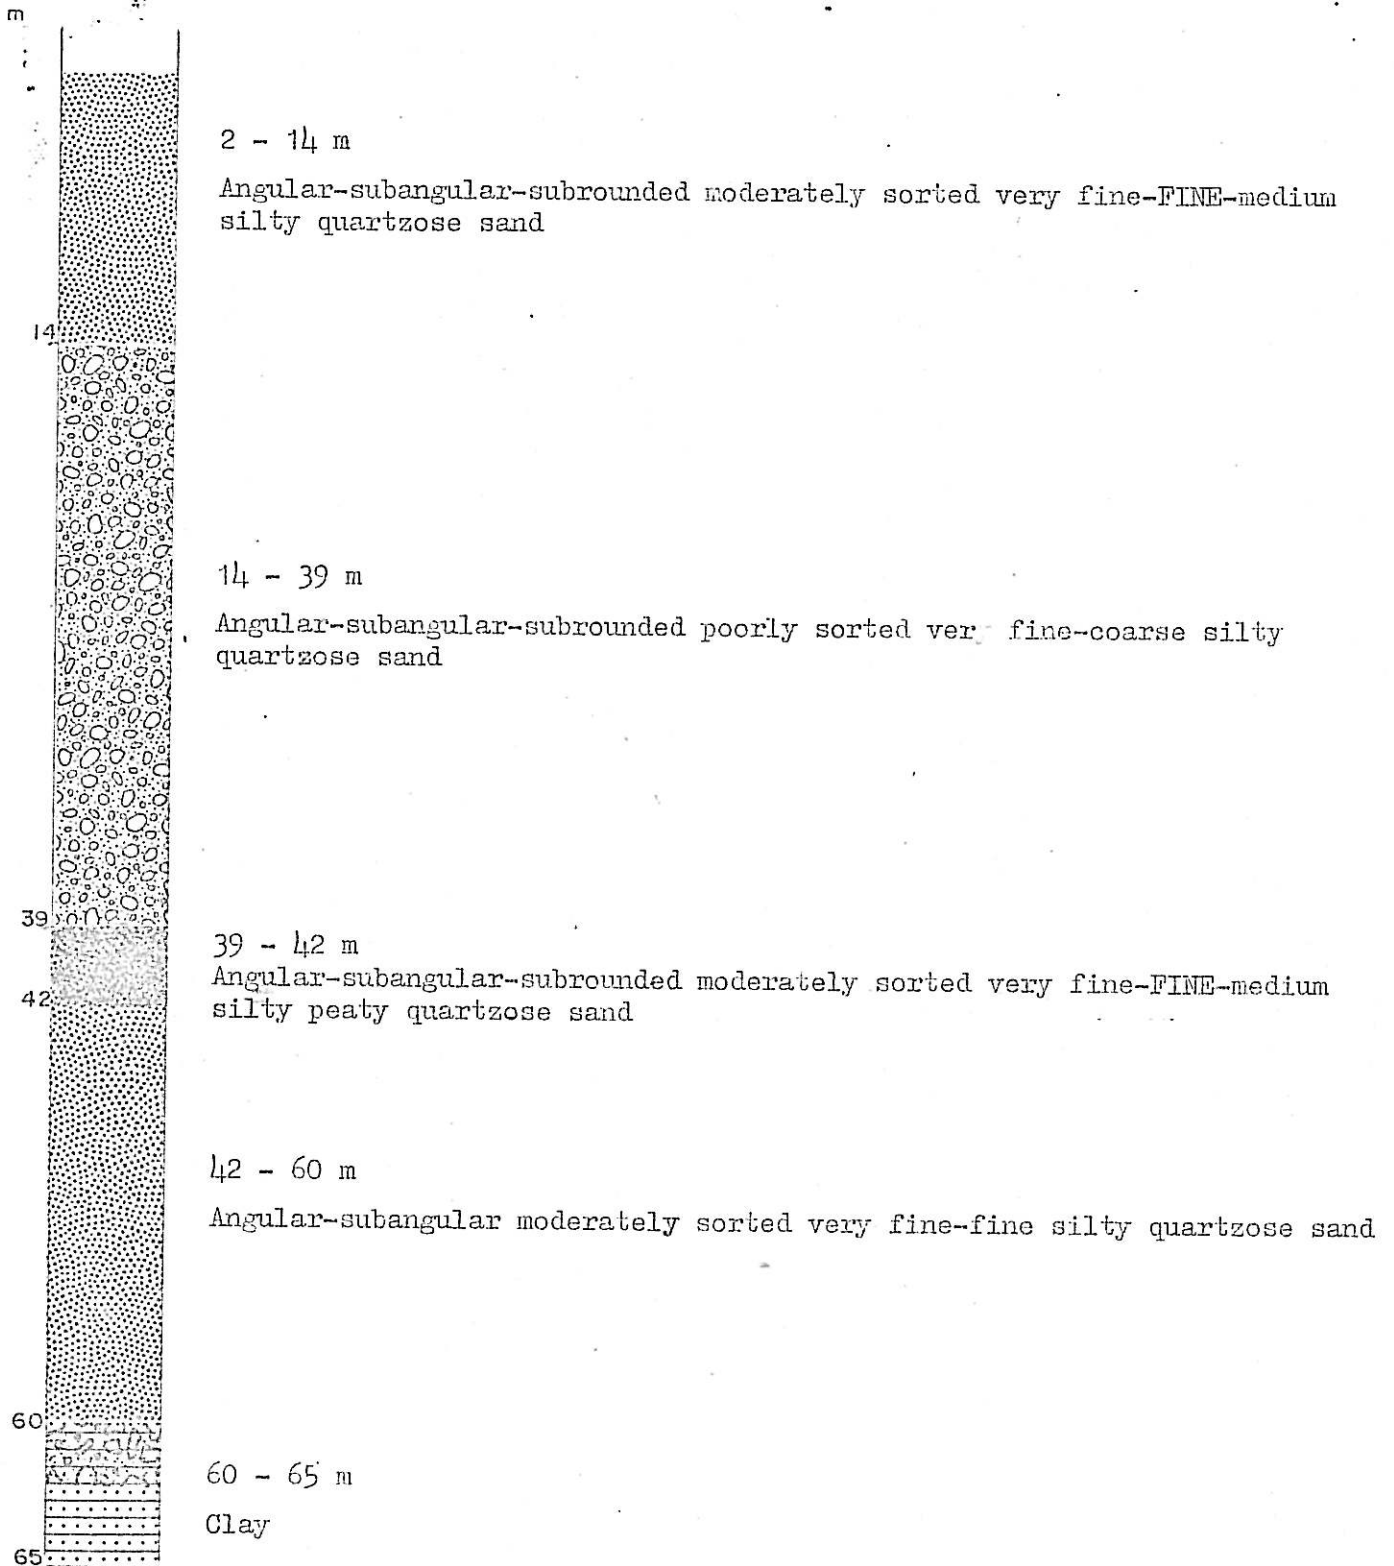 m
2 - 14 m
Angular-subangular-subrounded moderately sorted very fine-FINE-medium
silty quartzose sand
14
14 - 39 m
Angular-subangular-subrounded poorly sorted ver fine-coarse silty
quartzose sand
39
39 - 42 m
Angular-subangular-subrounded moderately sorted very fine-FINE-medium
42
silty peaty quartzose sand
42 - 60 m
Angular-subangular moderately sorted very fine-fine silty quartzose sand
60
60 - 65 m
Clay
65